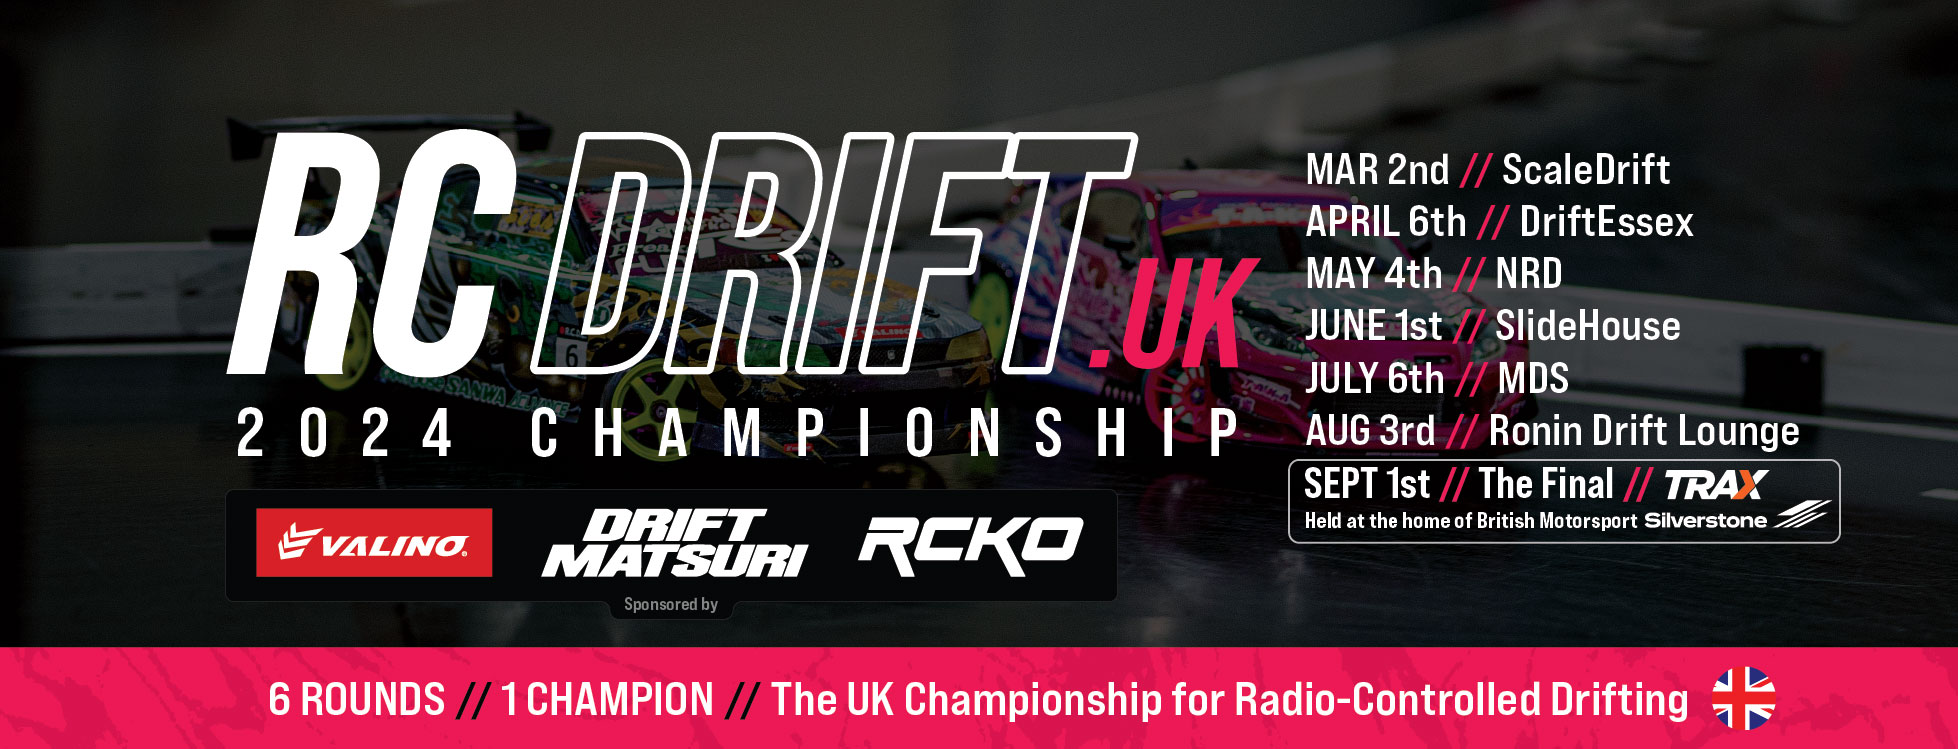 RC DRIFT.UK
2024 CHAMPIONSHIP
VALINO
DRIFT
MATSURI
RCKO
Sponsored by
MAR 2nd // ScaleDrift
APRIL 6th // DriftEssex
MAY 4th // NRD
JUNE 1st // SlideHouse
JULY 6th // MDS
AUG 3rd // Ronin Drift Lounge
SEPT 1st // The Final // TRAX
Held at the home of British Motorsport Silverstone
6 ROUNDS // 1 CHAMPION // The UK Championship for Radio-Controlled Drifting
6
SANWA